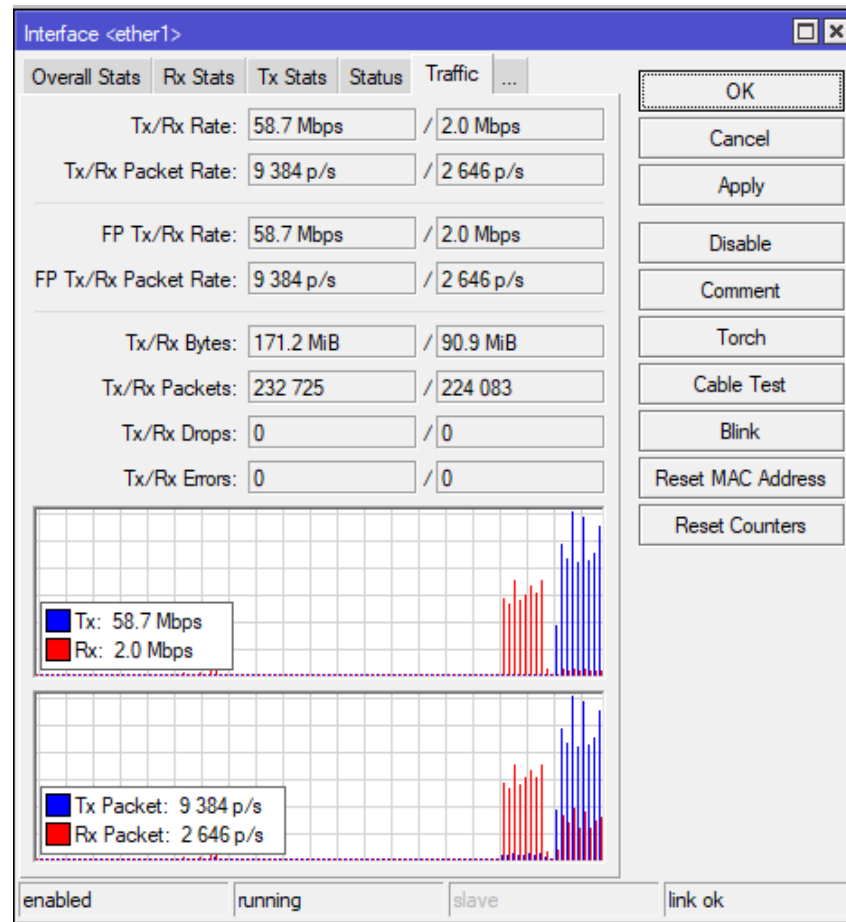 Interface <ether1>
Overall Stats Rx Stats Tx Stats Status Traffic ...
Tx/Rx Rate: 58.7 Mbps / 2.0 Mbps
Tx/Rx Packet Rate: 9 384 p/s / 2 646 p/s
FP Tx/Rx Rate: 58.7 Mbps / 2.0 Mbps
FP Tx/Rx Packet Rate: 9 384 p/s / 2 646 p/s
Tx/Rx Bytes: 171.2 MiB / 90.9 MiB
Tx/Rx Packets: 232 725 / 224 083
Tx/Rx Drops: 0 / 0
Tx/Rx Errors: 0 / 0
Tx: 58.7 Mbps
Rx: 2.0 Mbps
Tx Packet: 9 384 p/s
Rx Packet: 2 646 p/s
OK
Cancel
Apply
Disable
Comment
Torch
Cable Test
Blink
Reset MAC Address
Reset Counters
enabled running slave link ok